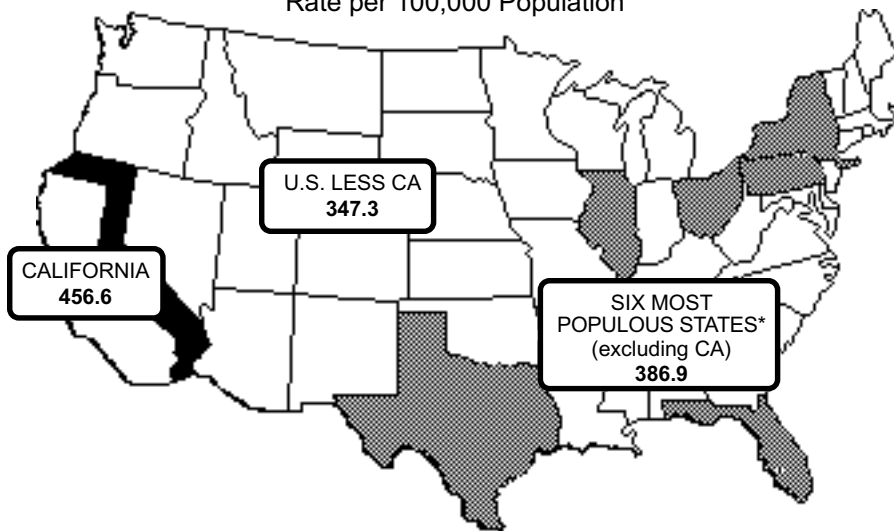 Rate per 100,000 Population
U.S. LESS CA
347.3
CALIFORNIA
456.6
SIX MOST
POPULOUS STATES*
(excluding CA)
386.9